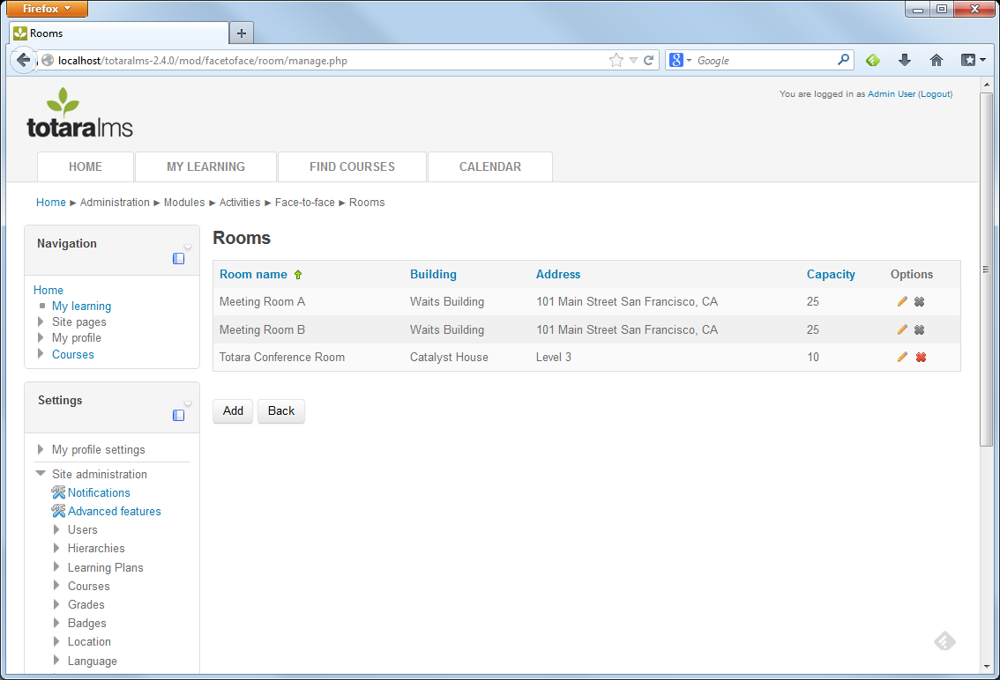 Firefox
Rooms
localhost/totaralms-2.4.0/mod/facetoface/room/manage.php
Google
You are logged in as Admin User (Logout)
totaralms
HOME
MY LEARNING
FIND COURSES
CALENDAR
Home ► Administration ► Modules ► Activities ► Face-to-face ► Rooms
Navigation
Home
My learning
Site pages
My profile
Courses
Settings
My profile settings
Site administration
Notifications
Advanced features
Users
Hierarchies
Learning Plans
Courses
Grades
Badges
Location
Language
Rooms
Room name Building Address Capacity Options
Meeting Room A Waits Building 101 Main Street San Francisco, CA 25
Meeting Room B Waits Building 101 Main Street San Francisco, CA 25
Totara Conference Room Catalyst House Level 3 10
Add Back